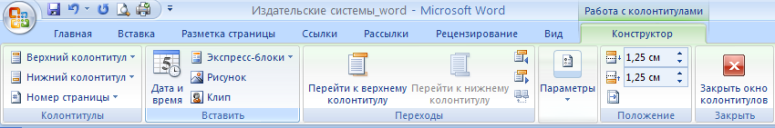 Издательские системы_word - Microsoft Word
Работа с колонтитулами
Главная Вставка Разметка страницы Ссылки Рассылки Рецензирование Вид Конструктор
Верхний колонтитул
Нижний колонтитул
Номер страницы
Колонтитулы
5
Дата и
время
Экспресс-блоки
Рисунок
Клип
Вставить
Перейти к верхнему
колонтитулу
Перейти к нижнему
колонтитулу
Переходы
Параметры
1,25 см
1,25 см
Положение
Закрыть окно
колонтитулов
Закрыть